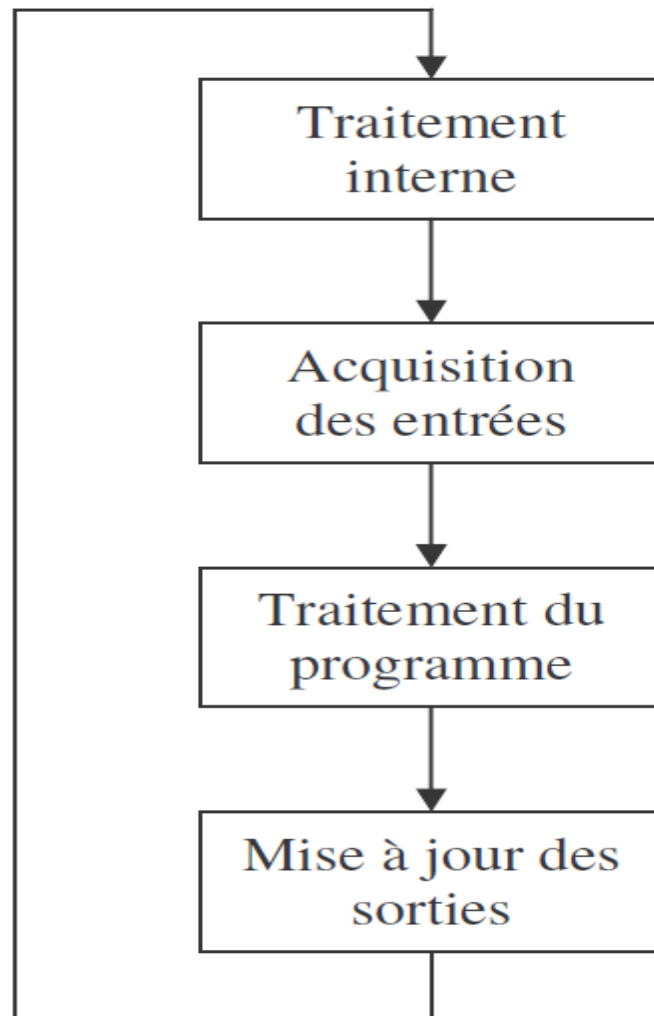 Traitement
interne
Acquisition
des entrées
Traitement du
programme
Mise à jour des
sorties